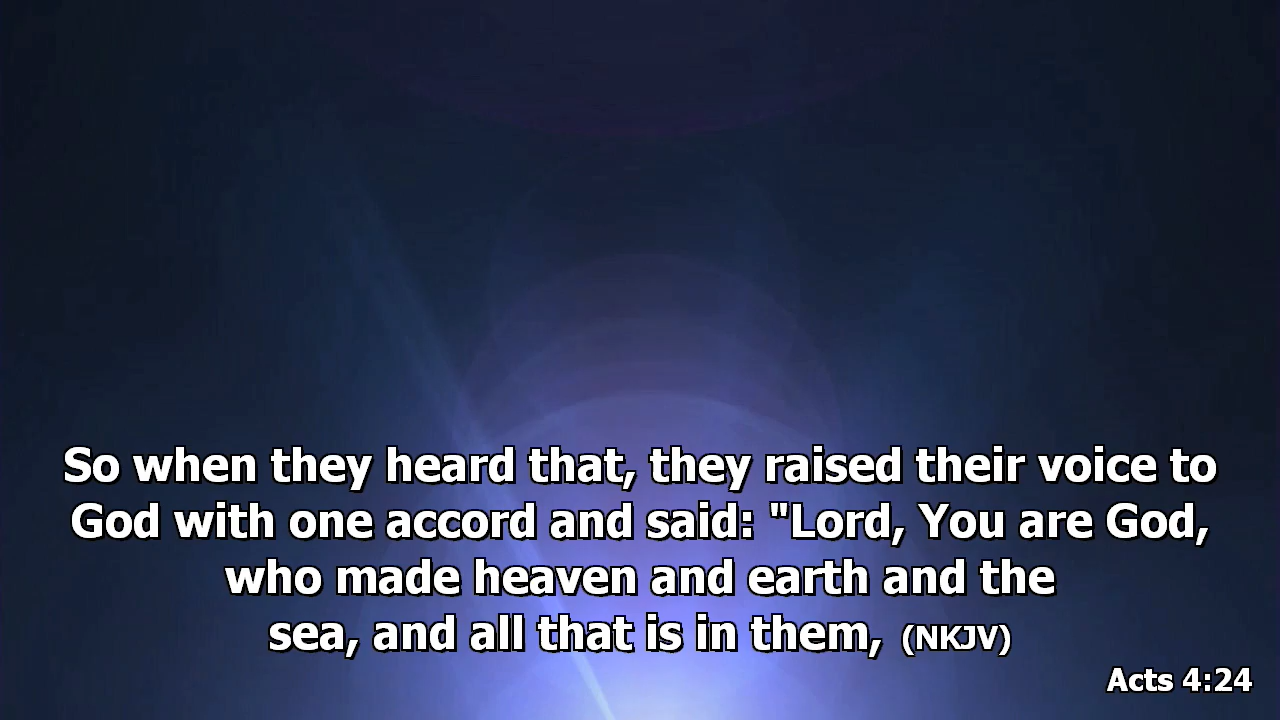 So when they heard that, they raised their voice to
God with one accord and said: "Lord, You are God,
who made heaven and earth and the
sea, and all that is in them, (NKJV)
Acts 4:24